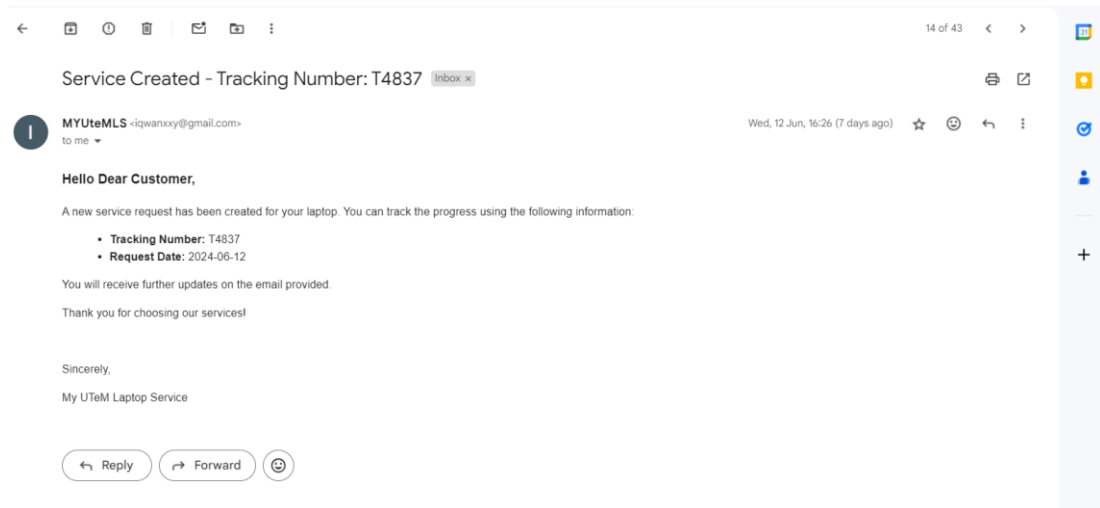 14 of 43
31
Service Created - Tracking Number: T4837 Inbox ×
I
MYUteMLS <iqwanxxy@gmail.com> Wed, 12 Jun, 16:26 (7 days ago)
to me
Hello Dear Customer,
A new service request has been created for your laptop. You can track the progress using the following information:
• Tracking Number: T4837
• Request Date: 2024-06-12
You will receive further updates on the email provided.
Thank you for choosing our services!
Sincerely,
My UTeM Laptop Service
Reply Forward